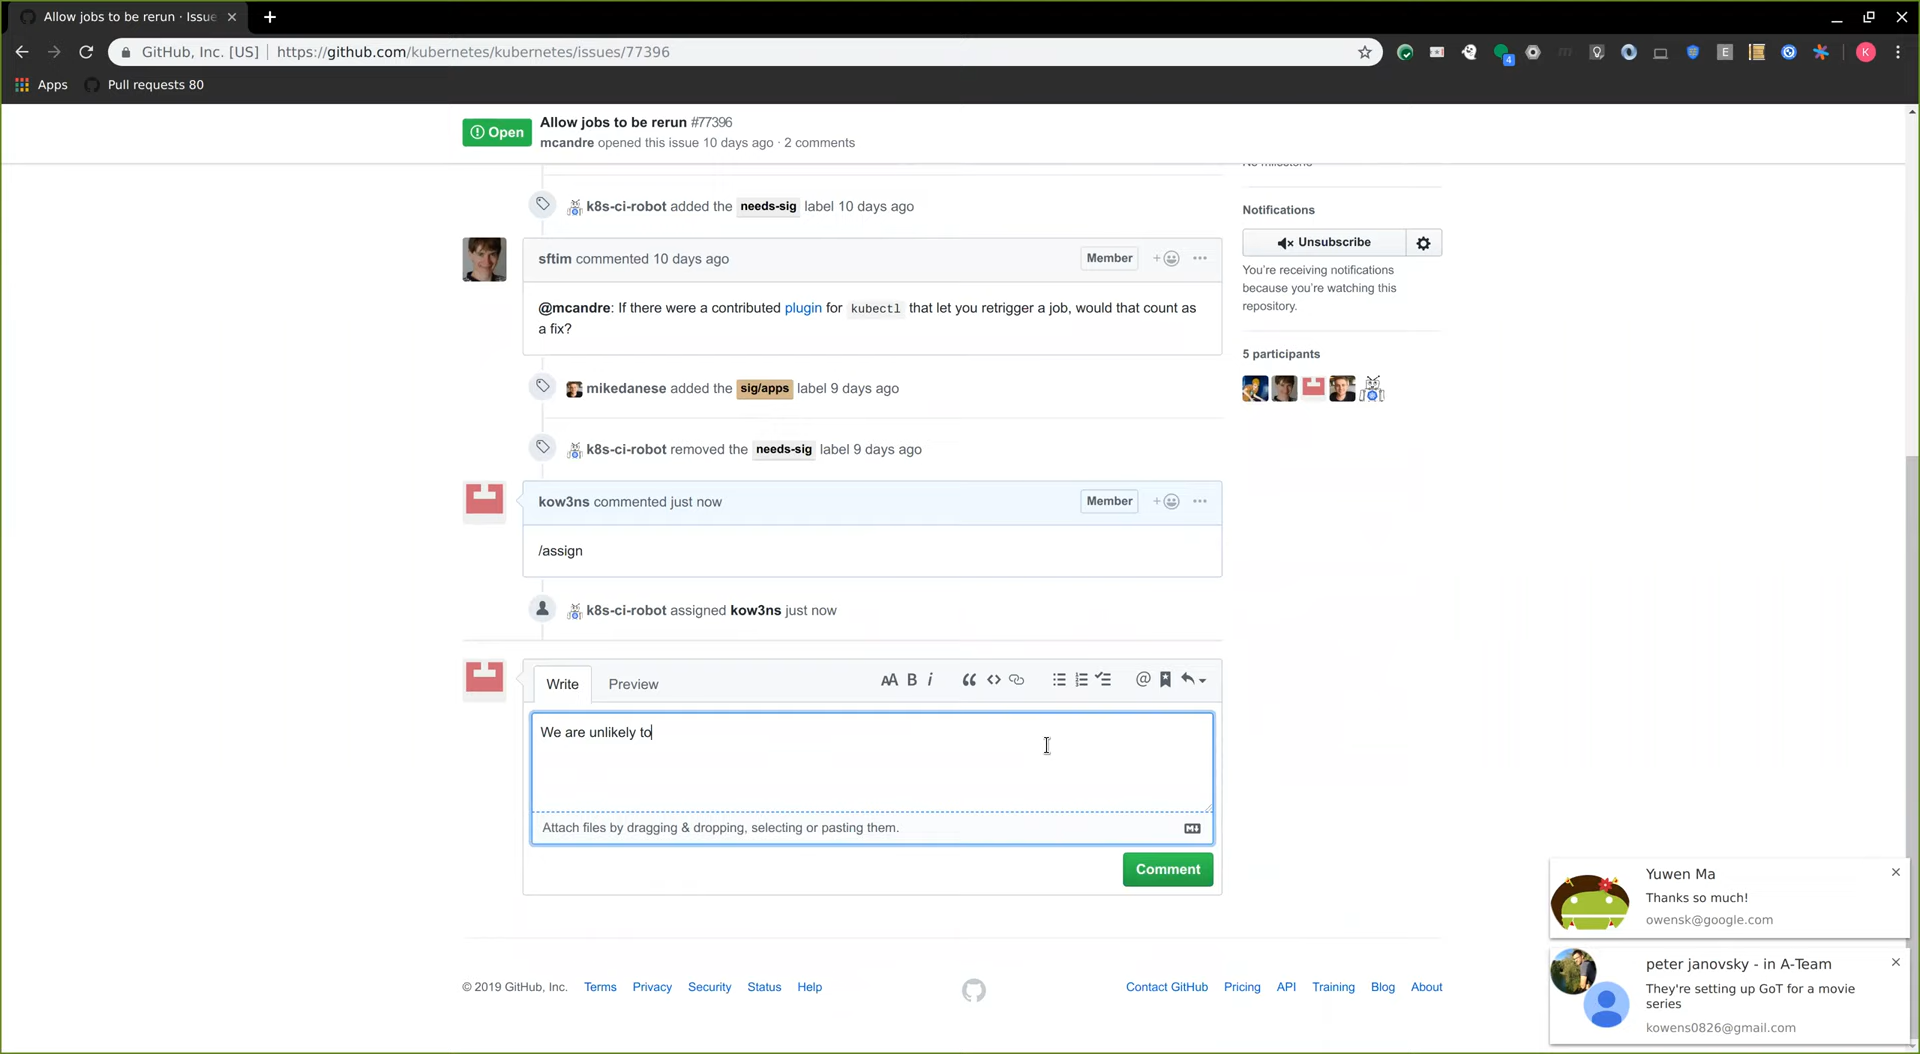 Allow jobs to be rerun · Issue
GitHub, Inc. [US] | https://github.com/kubernetes/kubernetes/issues/77396
4
E
K
Apps
Pull requests 80
Open
Allow jobs to be rerun #77396
mcandre opened this issue 10 days ago · 2 comments
No milestone
k8s-ci-robot added the needs-sig label 10 days ago
Notifications
Unsubscribe
You're receiving notifications
because you're watching this
repository.
sftim commented 10 days ago
Member
@mcandre: If there were a contributed plugin for kubectl that let you retrigger a job, would that count as
a fix?
5 participants
mikedanese added the sig/apps label 9 days ago
k8s-ci-robot removed the needs-sig label 9 days ago
kow3ns commented just now
Member
/assign
k8s-ci-robot assigned kow3ns just now
Write
Preview
AA B i
We are unlikely to
Attach files by dragging & dropping, selecting or pasting them.
Comment
Yuwen Ma
Thanks so much!
owensk@google.com
peter janovsky - in A-Team
They're setting up GoT for a movie
series
kowens0826@gmail.com
© 2019 GitHub, Inc. Terms Privacy Security Status Help
Contact GitHub Pricing API Training Blog About